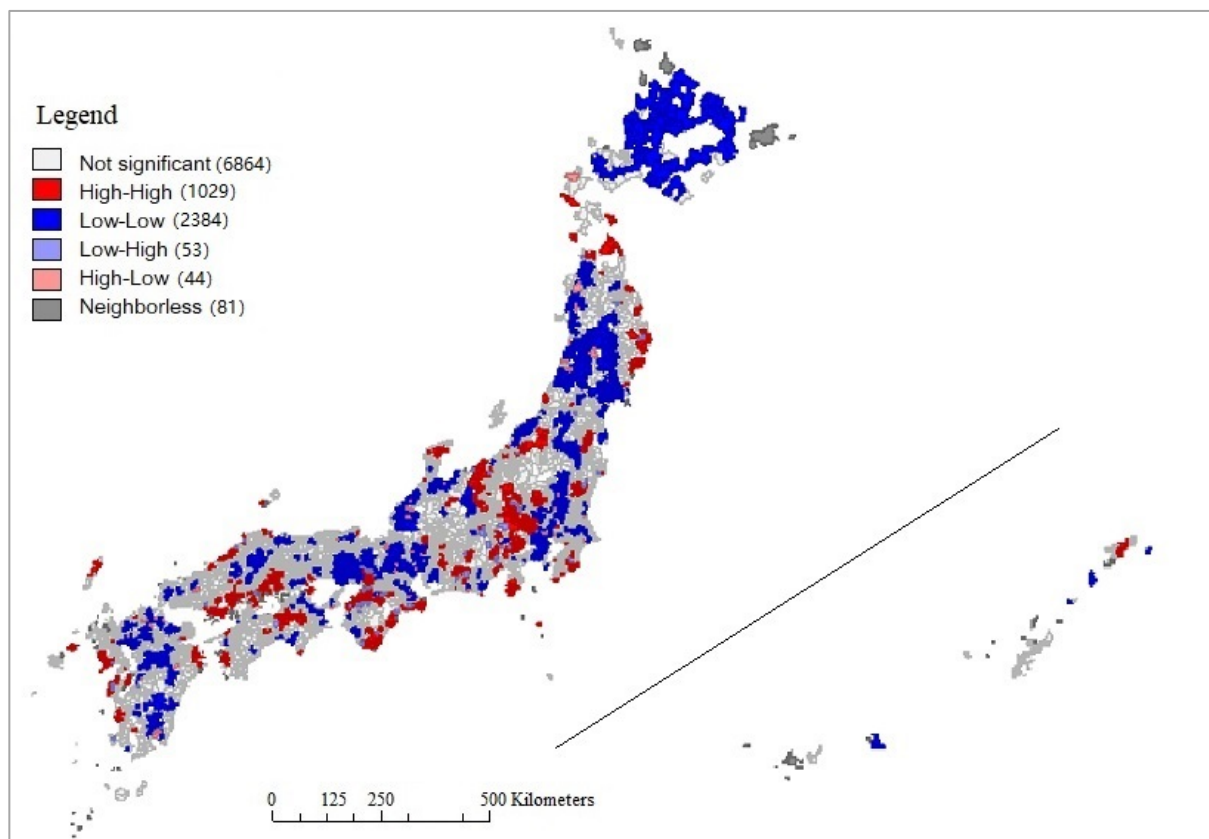 Legend
Not significant (6864)
High-High (1029)
Low-Low (2384)
Low-High (53)
High-Low (44)
Neighborless (81)
0 125 250 500 Kilometers